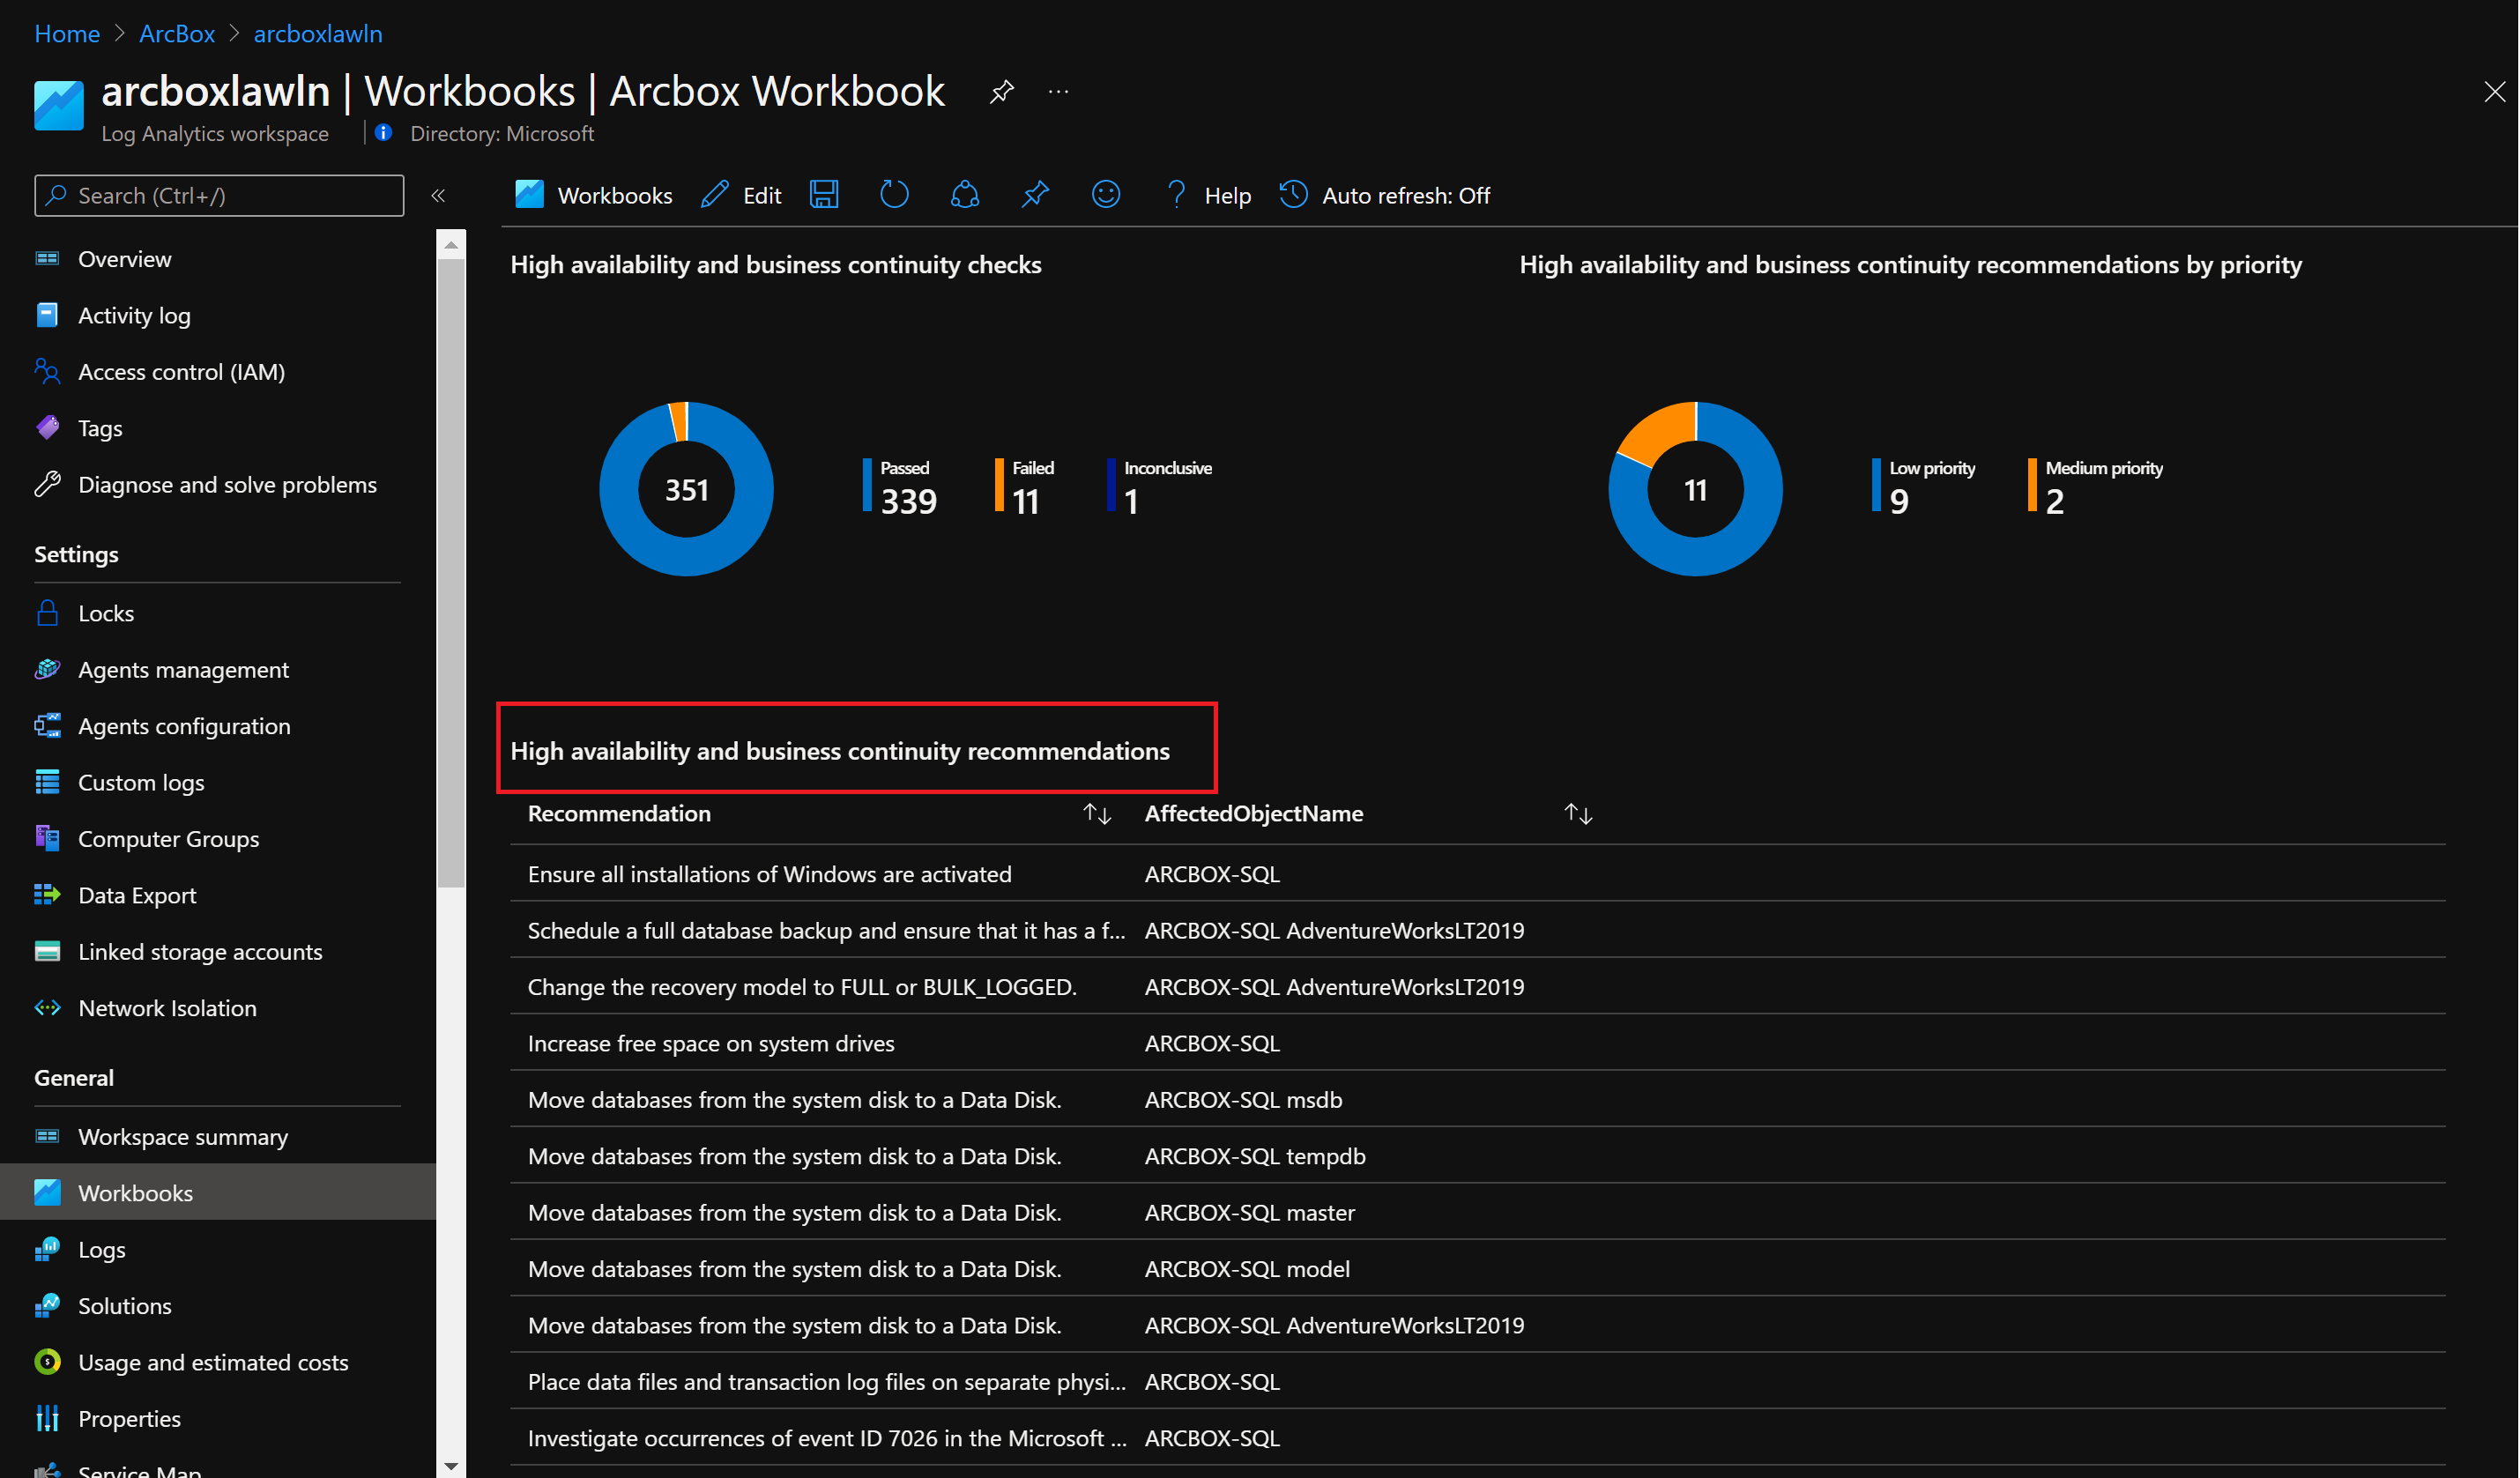 Home > ArcBox > arcboxlawln
arcboxlawln | Workbooks | Arcbox Workbook
Log Analytics workspace | Directory: Microsoft
Search (Ctrl+/)
Overview
Activity log
Access control (IAM)
Tags
Diagnose and solve problems
Settings
Locks
Agents management
Agents configuration
Custom logs
Computer Groups
Data Export
Linked storage accounts
Network Isolation
General
Workspace summary
Workbooks
Logs
Solutions
Usage and estimated costs
Properties
Service Map
Workbooks Edit Help Auto refresh: Off
High availability and business continuity checks
351
Passed 339
Failed 11
Inconclusive 1
High availability and business continuity recommendations by priority
11
Low priority 9
Medium priority 2
High availability and business continuity recommendations
Recommendation AffectedObjectName
Ensure all installations of Windows are activated ARCBOX-SQL
Schedule a full database backup and ensure that it has a f... ARCBOX-SQL AdventureWorksLT2019
Change the recovery model to FULL or BULK_LOGGED. ARCBOX-SQL AdventureWorksLT2019
Increase free space on system drives ARCBOX-SQL
Move databases from the system disk to a Data Disk. ARCBOX-SQL msdb
Move databases from the system disk to a Data Disk. ARCBOX-SQL tempdb
Move databases from the system disk to a Data Disk. ARCBOX-SQL master
Move databases from the system disk to a Data Disk. ARCBOX-SQL model
Move databases from the system disk to a Data Disk. ARCBOX-SQL AdventureWorksLT2019
Place data files and transaction log files on separate physi... ARCBOX-SQL
Investigate occurrences of event ID 7026 in the Microsoft ... ARCBOX-SQL